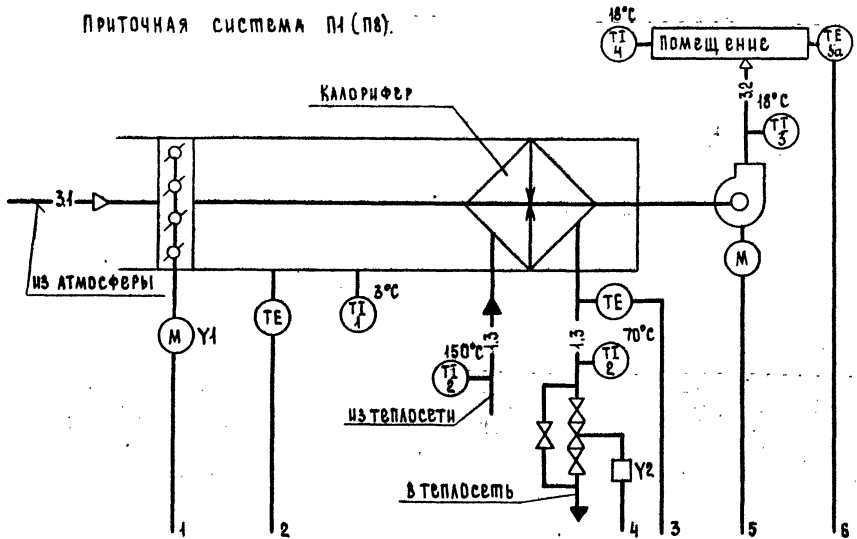 Приточная система П1 (П8).
18°C
TI 4
Помещение
TE 5а
Калорифер
3.2
18°C
TI 3
3.1
из атмосферы
M
Y1
TE
TI 1
3°C
150°C
TI 2
1.3
из теплосети
TE
1.3
70°C
TI 2
M
Y2
в теплосеть
1
2
4
3
5
6